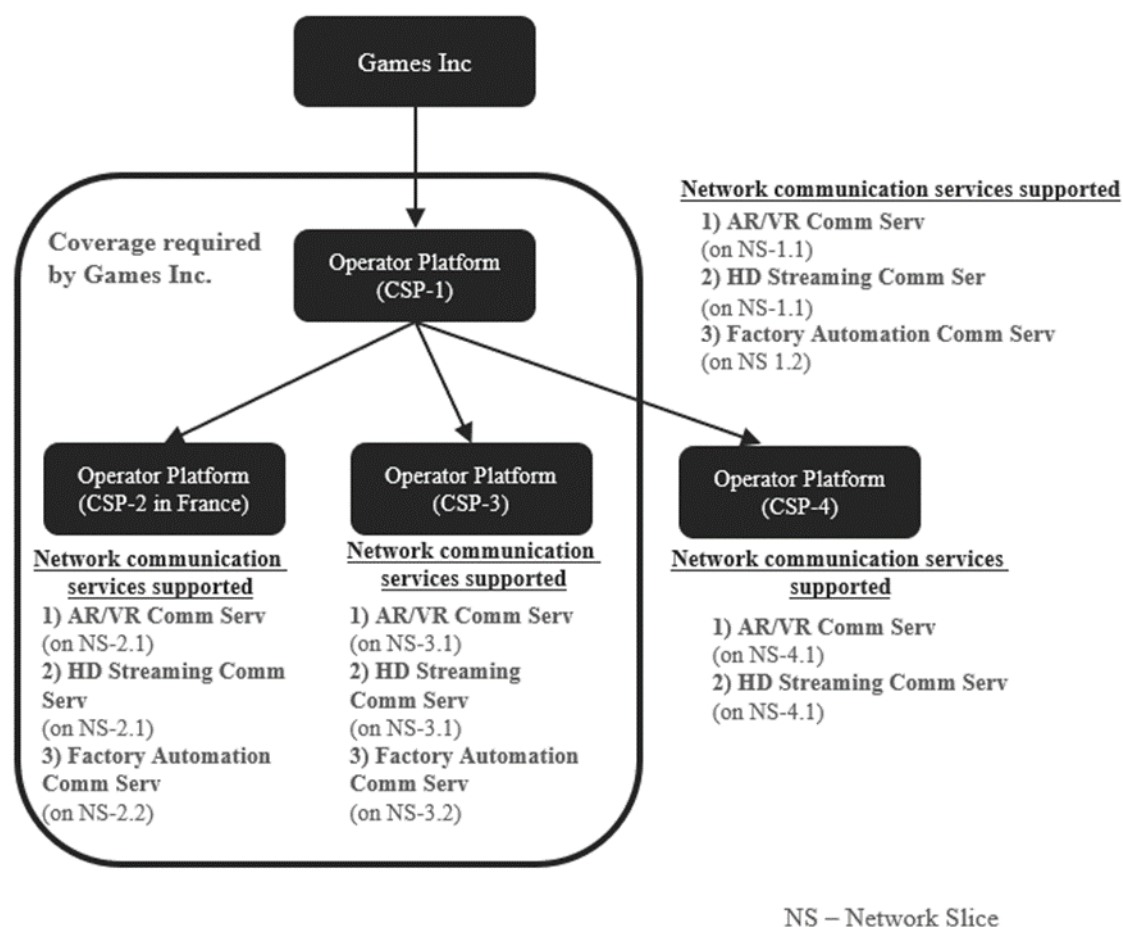 Games Inc
Coverage required
by Games Inc.
Operator Platform
(CSP-1)
Network communication services supported
1) AR/VR Comm Serv
(on NS-1.1)
2) HD Streaming Comm Ser
(on NS-1.1)
3) Factory Automation Comm Serv
(on NS 1.2)
Operator Platform
(CSP-2 in France)
Network communication
services supported
1) AR/VR Comm Serv
(on NS-2.1)
2) HD Streaming Comm
Serv
(on NS-2.1)
3) Factory Automation
Comm Serv
(on NS-2.2)
Operator Platform
(CSP-3)
Network communication
services supported
1) AR/VR Comm Serv
(on NS-3.1)
2) HD Streaming
Comm Serv
(on NS-3.1)
3) Factory Automation
Comm Serv
(on NS-3.2)
Operator Platform
(CSP-4)
Network communication services
supported
1) AR/VR Comm Serv
(on NS-4.1)
2) HD Streaming Comm Serv
(on NS-4.1)
NS – Network Slice